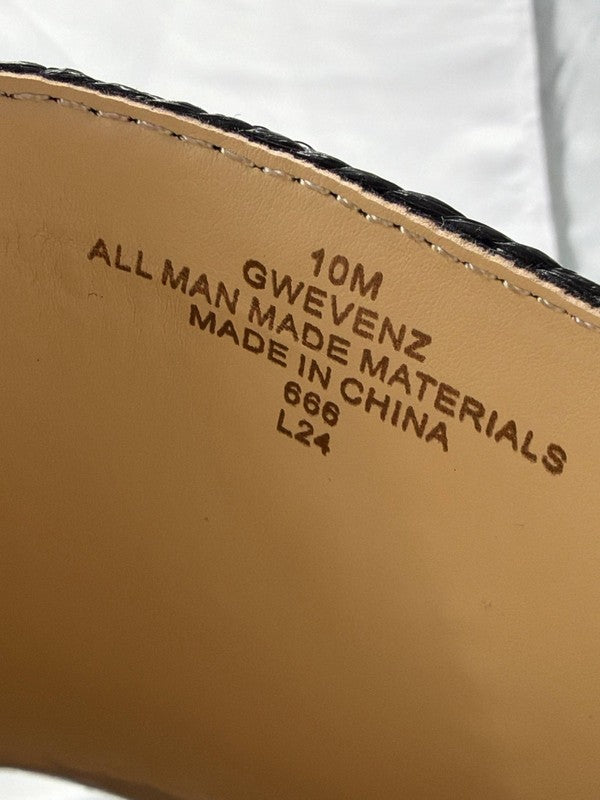 10M
GWEVENZ
ALL MAN MADE MATERIALS
MADE IN CHINA
666
L24